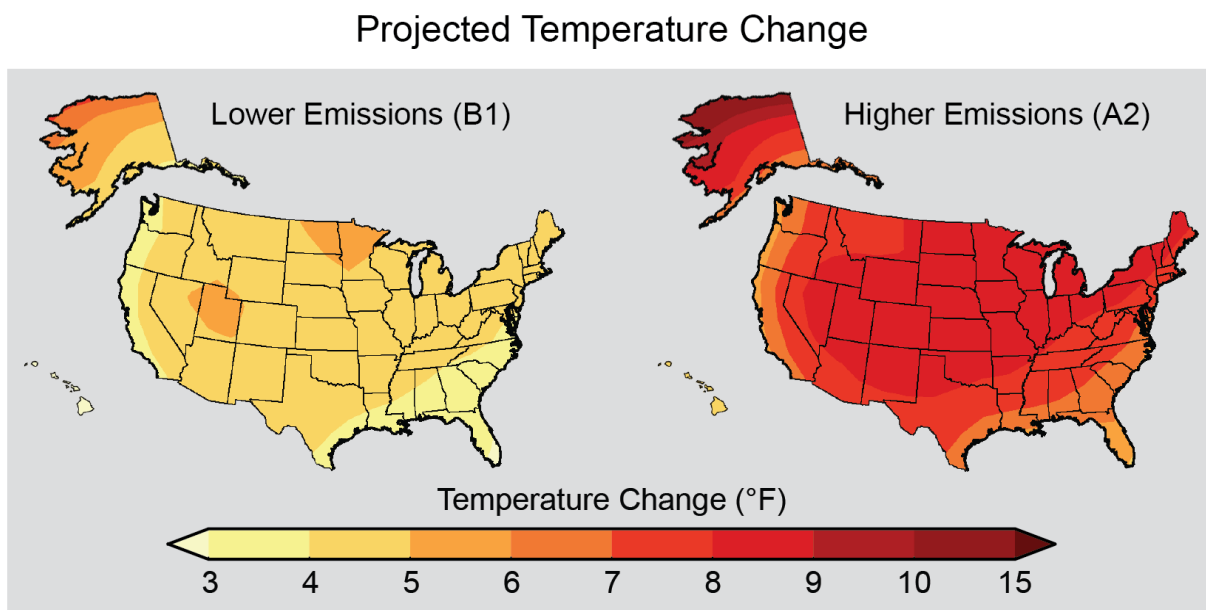 Projected Temperature Change
Lower Emissions (B1)
Higher Emissions (A2)
Temperature Change (°F)
3 4 5 6 7 8 9 10 15